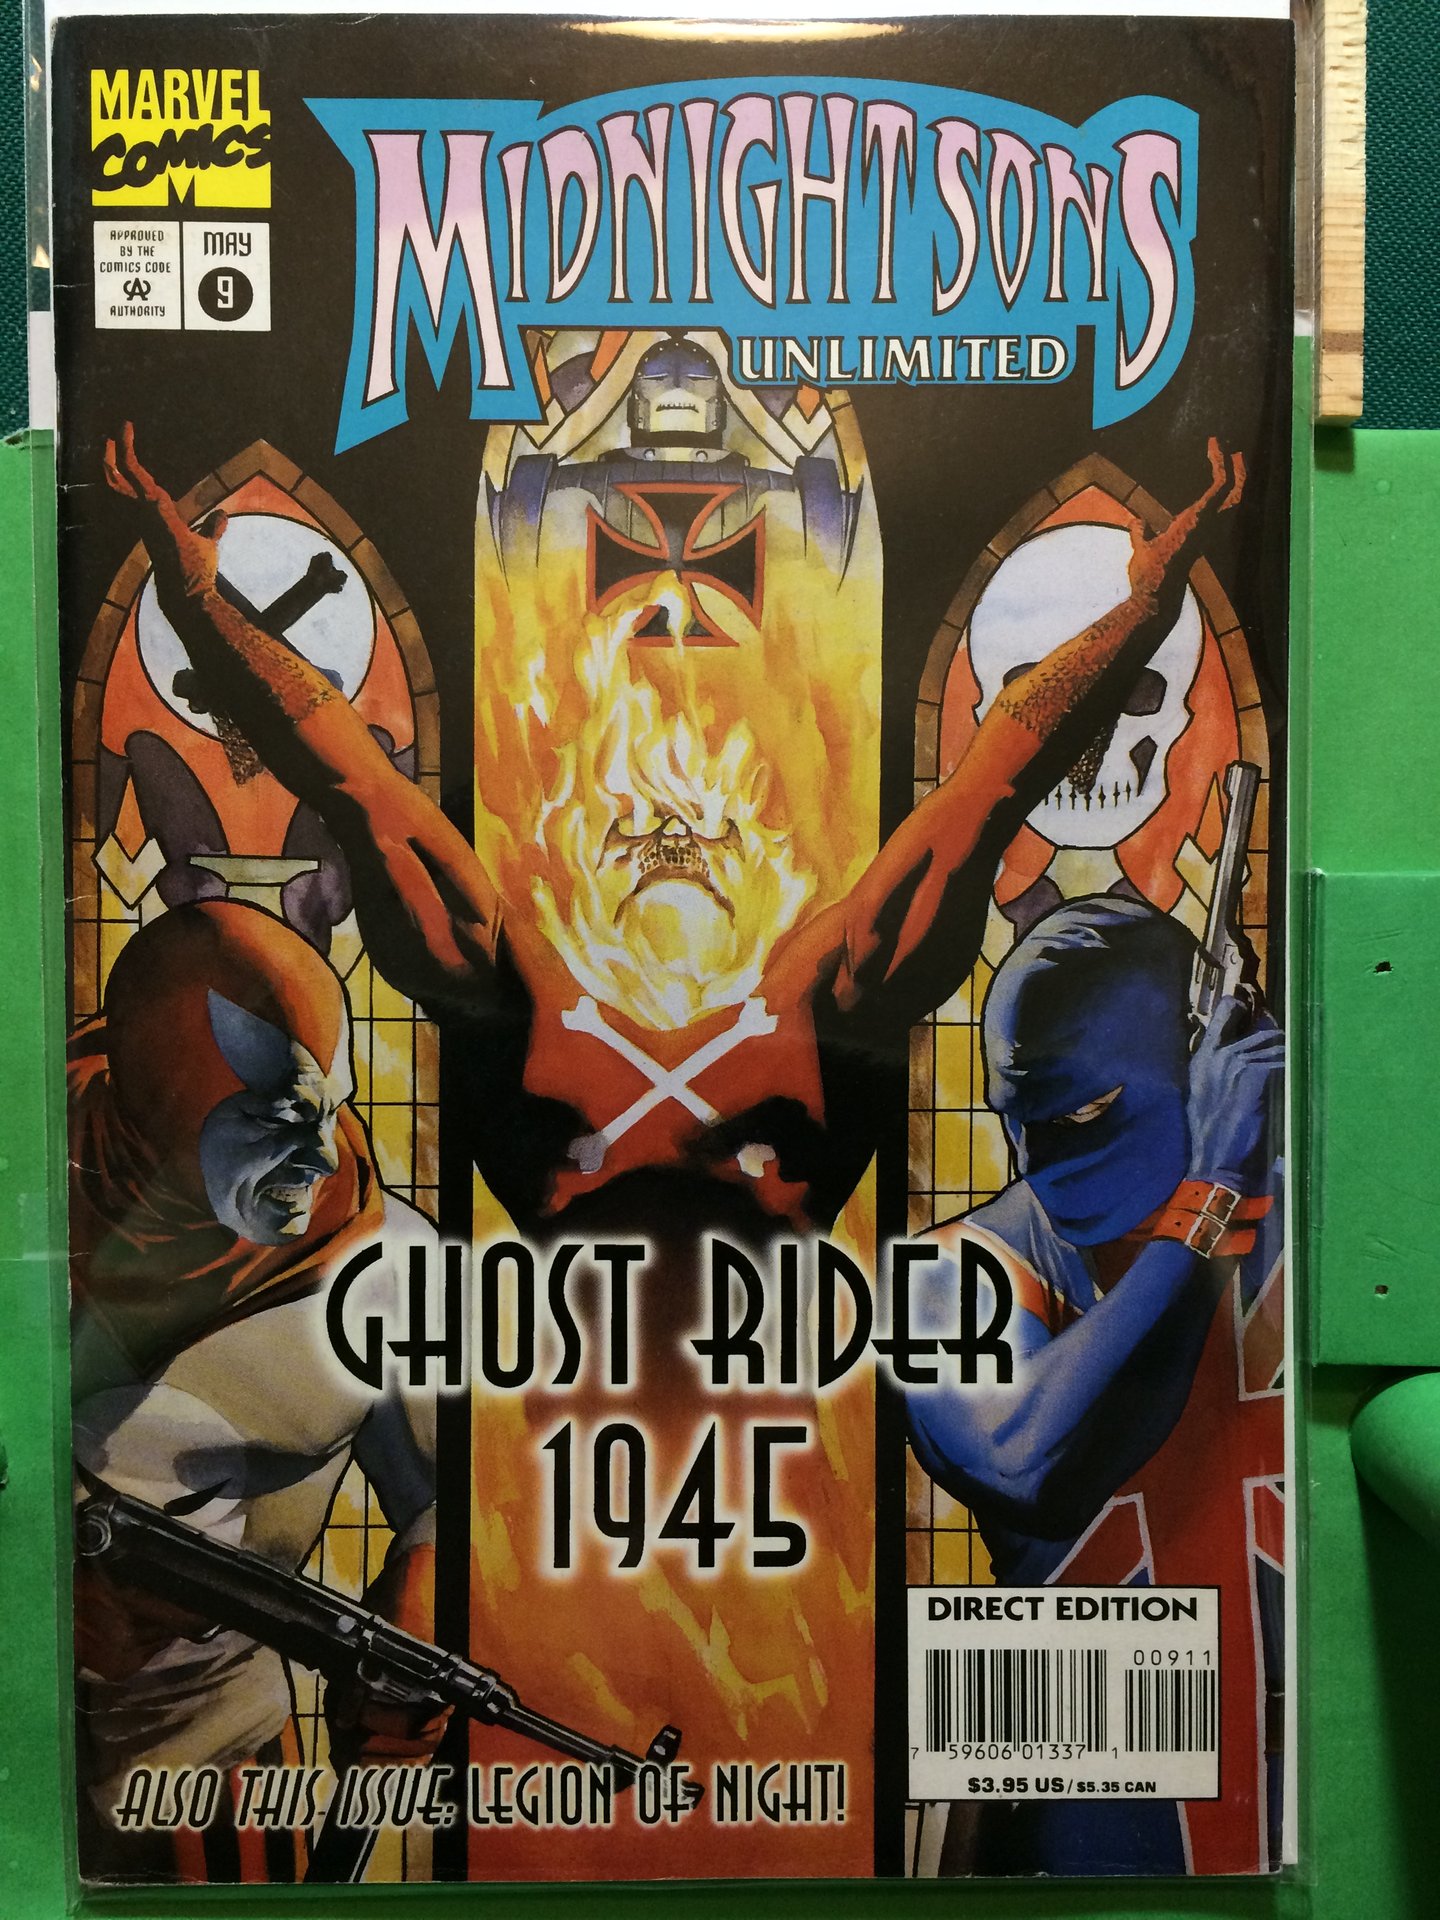 MARVEL
COMICS
M
APPROVED
BY THE
COMICS CODE
CA
AUTHORITY
MAY
9
MIDNIGHT SONS
UNLIMITED
GHOST RIDER
1945
ALSO THIS ISSUE: LEGION OF NIGHT!
DIRECT EDITION
00911
7 59606 01337 1
$3.95 US / $5.35 CAN